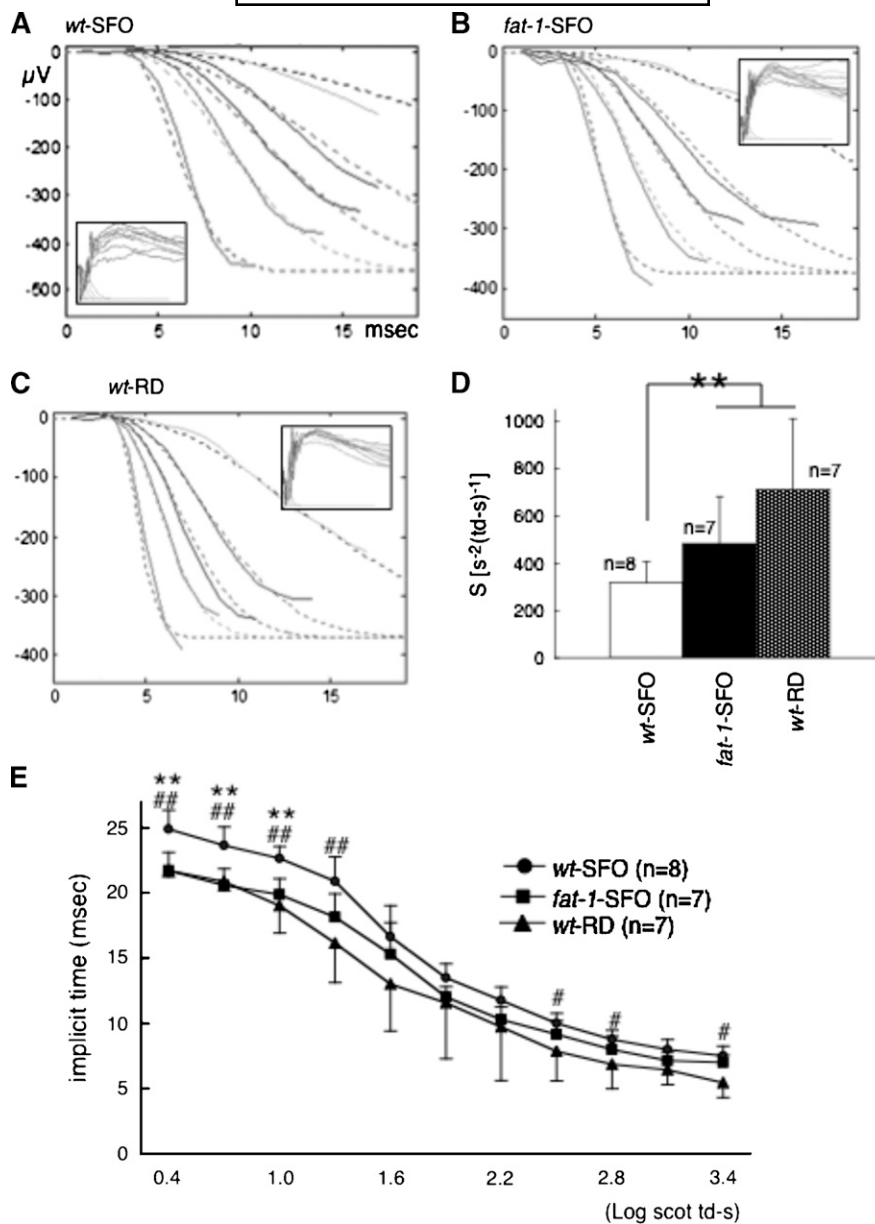 A wt-SFO
0
μV
-100
-200
-300
-400
-500
0 5 10 15 msec
B fat-1-SFO
0
-100
-200
-300
-400
0 5 10 15
C wt-RD
0
-100
-200
-300
-400
0 5 10 15
D
**
S [s-2(td-s)-1]
1000
800
600
400
200
0
n=8
n=7
n=7
wt-SFO
fat-1-SFO
wt-RD
E
** ** **
## ## ## ##
# # #
implicit time (msec)
25
20
15
10
5
0
wt-SFO (n=8)
fat-1-SFO (n=7)
wt-RD (n=7)
0.4 1.0 1.6 2.2 2.8 3.4
(Log scot td-s)